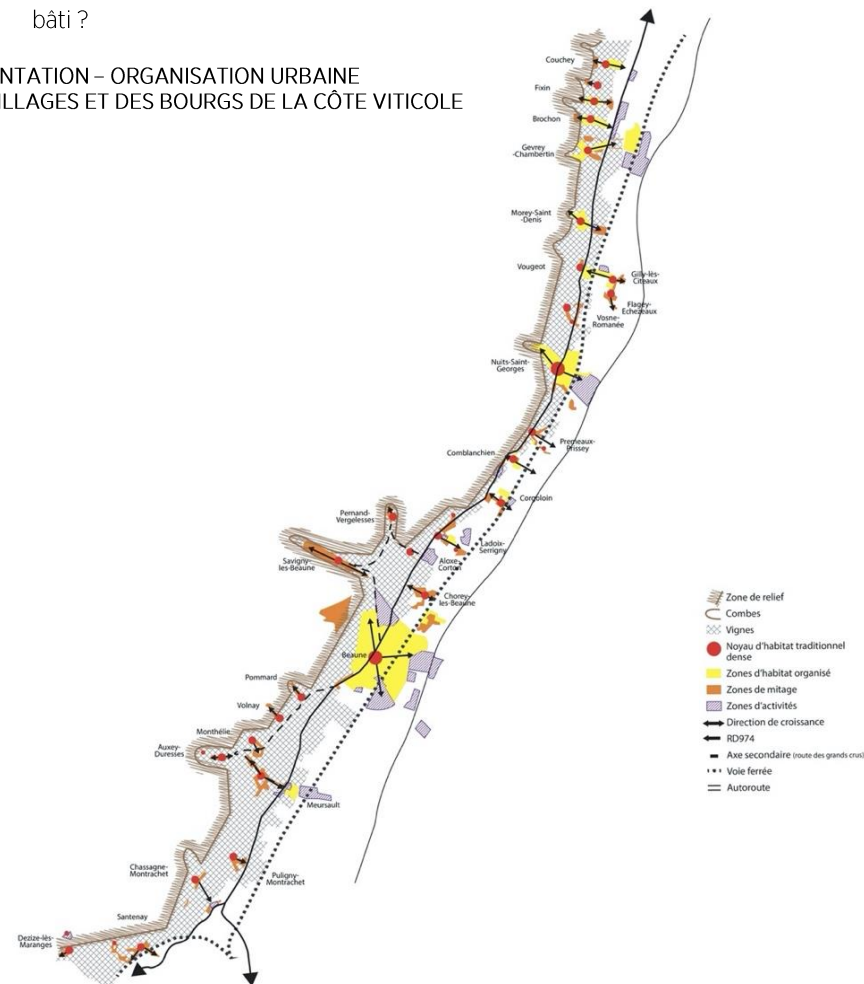 bâti ?
NTATION – ORGANISATION URBAINE
ILLAGES ET DES BOURGS DE LA CÔTE VITICOLE
Couchey
Fixin
Brochon
Gevrey
-Chambertin
Morey-Saint
-Denis
Vougeot
Gilly-lès-
Cîteaux
Flagey-
Echezeaux
Vosne-
Romanée
Nuits-Saint-
Georges
Premeaux-
Prissey
Comblanchien
Corgoloin
Pernand-
Vergelesses
Ladoix-
Serrigny
Savigny-
les-Beaune
Aloxe-
Corton
Chorey-
les-Beaune
Beaune
Pommard
Volnay
Monthélie
Auxey-
Duresses
Meursault
Chassagne-
Montrachet
Puligny-
Montrachet
Santenay
Dezize-lès-
Maranges
Zone de relief
Combes
Vignes
Noyau d'habitat traditionnel
dense
Zones d'habitat organisé
Zones de mitage
Zones d'activités
Direction de croissance
RD974
Axe secondaire (route des grands crus)
Voie ferrée
Autoroute